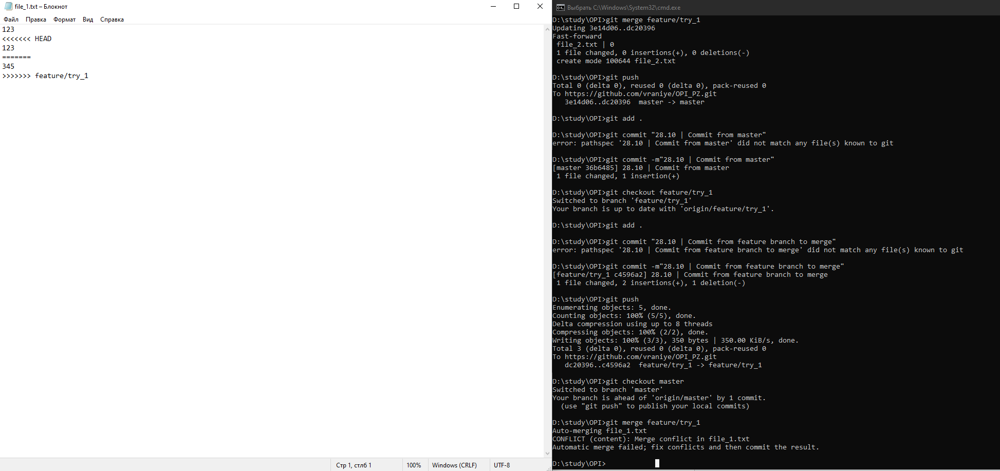 file_1.txt – Блокнот
Файл Правка Формат Вид Справка
123
<<<<<<< HEAD
123
=======
345
>>>>>>> feature/try_1
Стр 1, стлб 1 100% Windows (CRLF) UTF-8
Выбрать C:\Windows\System32\cmd.exe
D:\study\OPI>git merge feature/try_1
Updating 3e14d06..dc20396
Fast-forward
 file_2.txt | 0
 1 file changed, 0 insertions(+), 0 deletions(-)
 create mode 100644 file_2.txt
D:\study\OPI>git push
Total 0 (delta 0), reused 0 (delta 0), pack-reused 0
To https://github.com/vraniye/OPI_PZ.git
   3e14d06..dc20396  master -> master
D:\study\OPI>git add .
D:\study\OPI>git commit "28.10 | Commit from master"
error: pathspec '28.10 | Commit from master' did not match any file(s) known to git
D:\study\OPI>git commit -m"28.10 | Commit from master"
[master 36b6485] 28.10 | Commit from master
 1 file changed, 1 insertion(+)
D:\study\OPI>git checkout feature/try_1
Switched to branch 'feature/try_1'
Your branch is up to date with 'origin/feature/try_1'.
D:\study\OPI>git add .
D:\study\OPI>git commit "28.10 | Commit from feature branch to merge"
error: pathspec '28.10 | Commit from feature branch to merge' did not match any file(s) known to git
D:\study\OPI>git commit -m"28.10 | Commit from feature branch to merge"
[feature/try_1 c4596a2] 28.10 | Commit from feature branch to merge
 1 file changed, 2 insertions(+), 1 deletion(-)
D:\study\OPI>git push
Enumerating objects: 5, done.
Counting objects: 100% (5/5), done.
Delta compression using up to 8 threads
Compressing objects: 100% (2/2), done.
Writing objects: 100% (3/3), 350 bytes | 350.00 KiB/s, done.
Total 3 (delta 0), reused 0 (delta 0), pack-reused 0
To https://github.com/vraniye/OPI_PZ.git
   dc20396..c4596a2  feature/try_1 -> feature/try_1
D:\study\OPI>git checkout master
Switched to branch 'master'
Your branch is ahead of 'origin/master' by 1 commit.
  (use "git push" to publish your local commits)
D:\study\OPI>git merge feature/try_1
Auto-merging file_1.txt
CONFLICT (content): Merge conflict in file_1.txt
Automatic merge failed; fix conflicts and then commit the result.
D:\study\OPI>